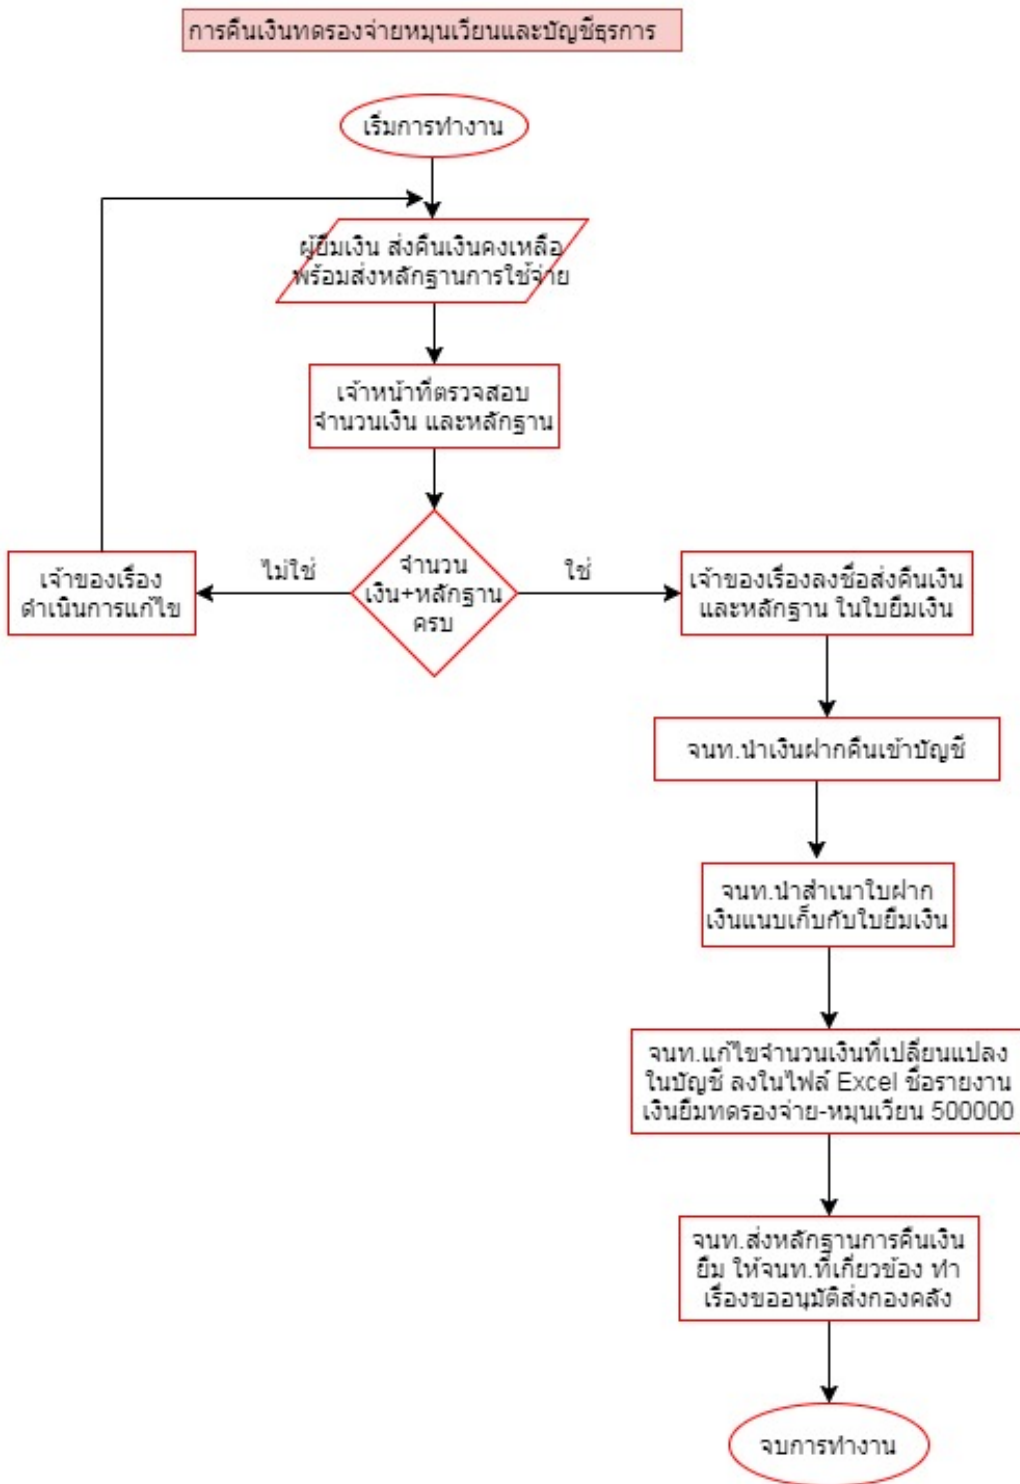 การคืนเงินทดรองจ่ายหมุนเวียนและบัญชีธุรการ
เริ่มการทำงาน
ผู้ยืมเงิน ส่งคืนเงินคงเหลือ
พร้อมส่งหลักฐานการใช้จ่าย
เจ้าหน้าที่ตรวจสอบ
จำนวนเงิน และหลักฐาน
จำนวน
เงิน+หลักฐาน
ครบ
ไม่ใช่
ใช่
เจ้าของเรื่อง
ดำเนินการแก้ไข
เจ้าของเรื่องลงชื่อส่งคืนเงิน
และหลักฐาน ในใบยืมเงิน
จนท.นำเงินฝากคืนเข้าบัญชี
จนท.นำสำเนาใบฝาก
เงินแนบเก็บกับใบยืมเงิน
จนท.แก้ไขจำนวนเงินที่เปลี่ยนแปลง
ในบัญชี ลงในไฟล์ Excel ชื่อรายงาน
เงินยืมทดรองจ่าย-หมุนเวียน 500000
จนท.ส่งหลักฐานการคืนเงิน
ยืม ให้จนท.ที่เกี่ยวข้อง ทำ
เรื่องขออนุมัติส่งกองคลัง
จบการทำงาน